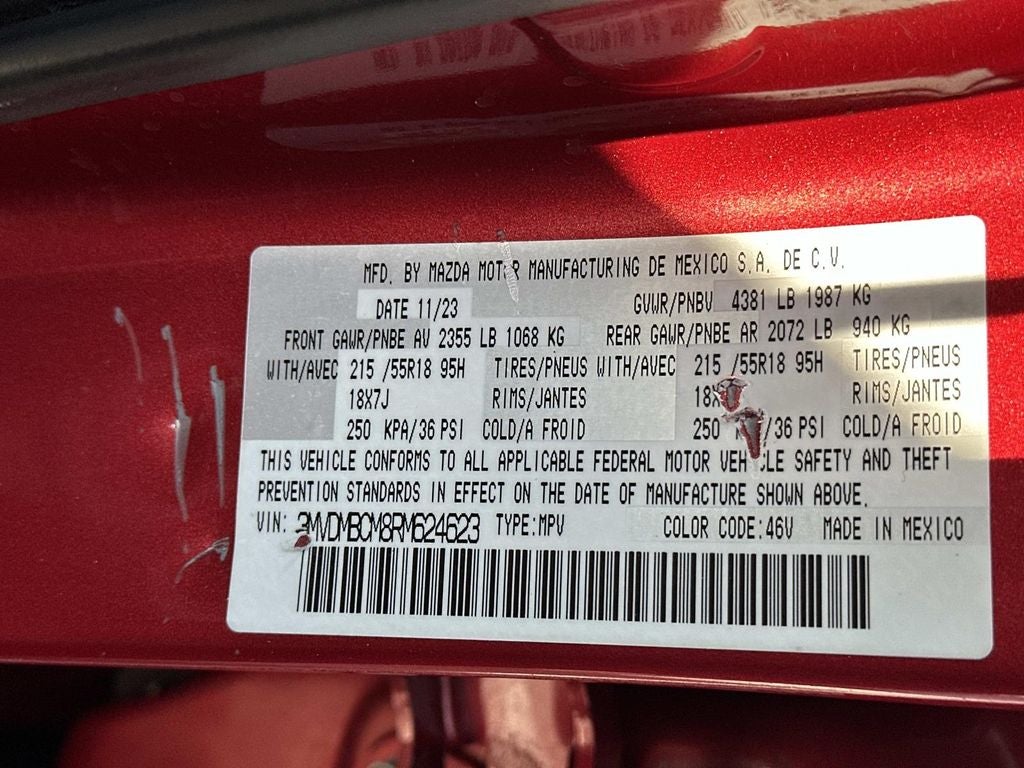 MFD. BY MAZDA MOTOR MANUFACTURING DE MEXICO S.A. DE C.V.
DATE 11/23 GVWR/PNBV 4381 LB 1987 KG
FRONT GAWR/PNBE AV 2355 LB 1068 KG REAR GAWR/PNBE AR 2072 LB 940 KG
WITH/AVEC 215 /55R18 95H TIRES/PNEUS WITH/AVEC 215 /55R18 95H TIRES/PNEUS
18X7J RIMS/JANTES 18X RIMS/JANTES
250 KPA/36 PSI COLD/A FROID 250 /36 PSI COLD/A FROID
THIS VEHICLE CONFORMS TO ALL APPLICABLE FEDERAL MOTOR VEHICLE SAFETY AND THEFT
PREVENTION STANDARDS IN EFFECT ON THE DATE OF MANUFACTURE SHOWN ABOVE.
VIN: 3MVDMBCM8RM624623 TYPE:MPV COLOR CODE:46V MADE IN MEXICO